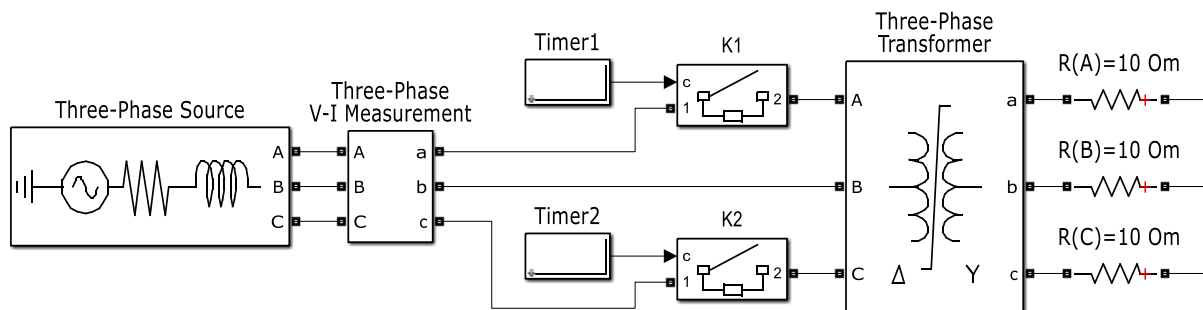 Three-Phase Source
A
B
C
Three-Phase
V-I Measurement
A
B
C
a
b
c
Timer1
K1
c
1
2
Timer2
K2
c
1
2
Three-Phase
Transformer
A
B
C
Δ
Y
a
b
c
R(A)=10 Om
R(B)=10 Om
R(C)=10 Om